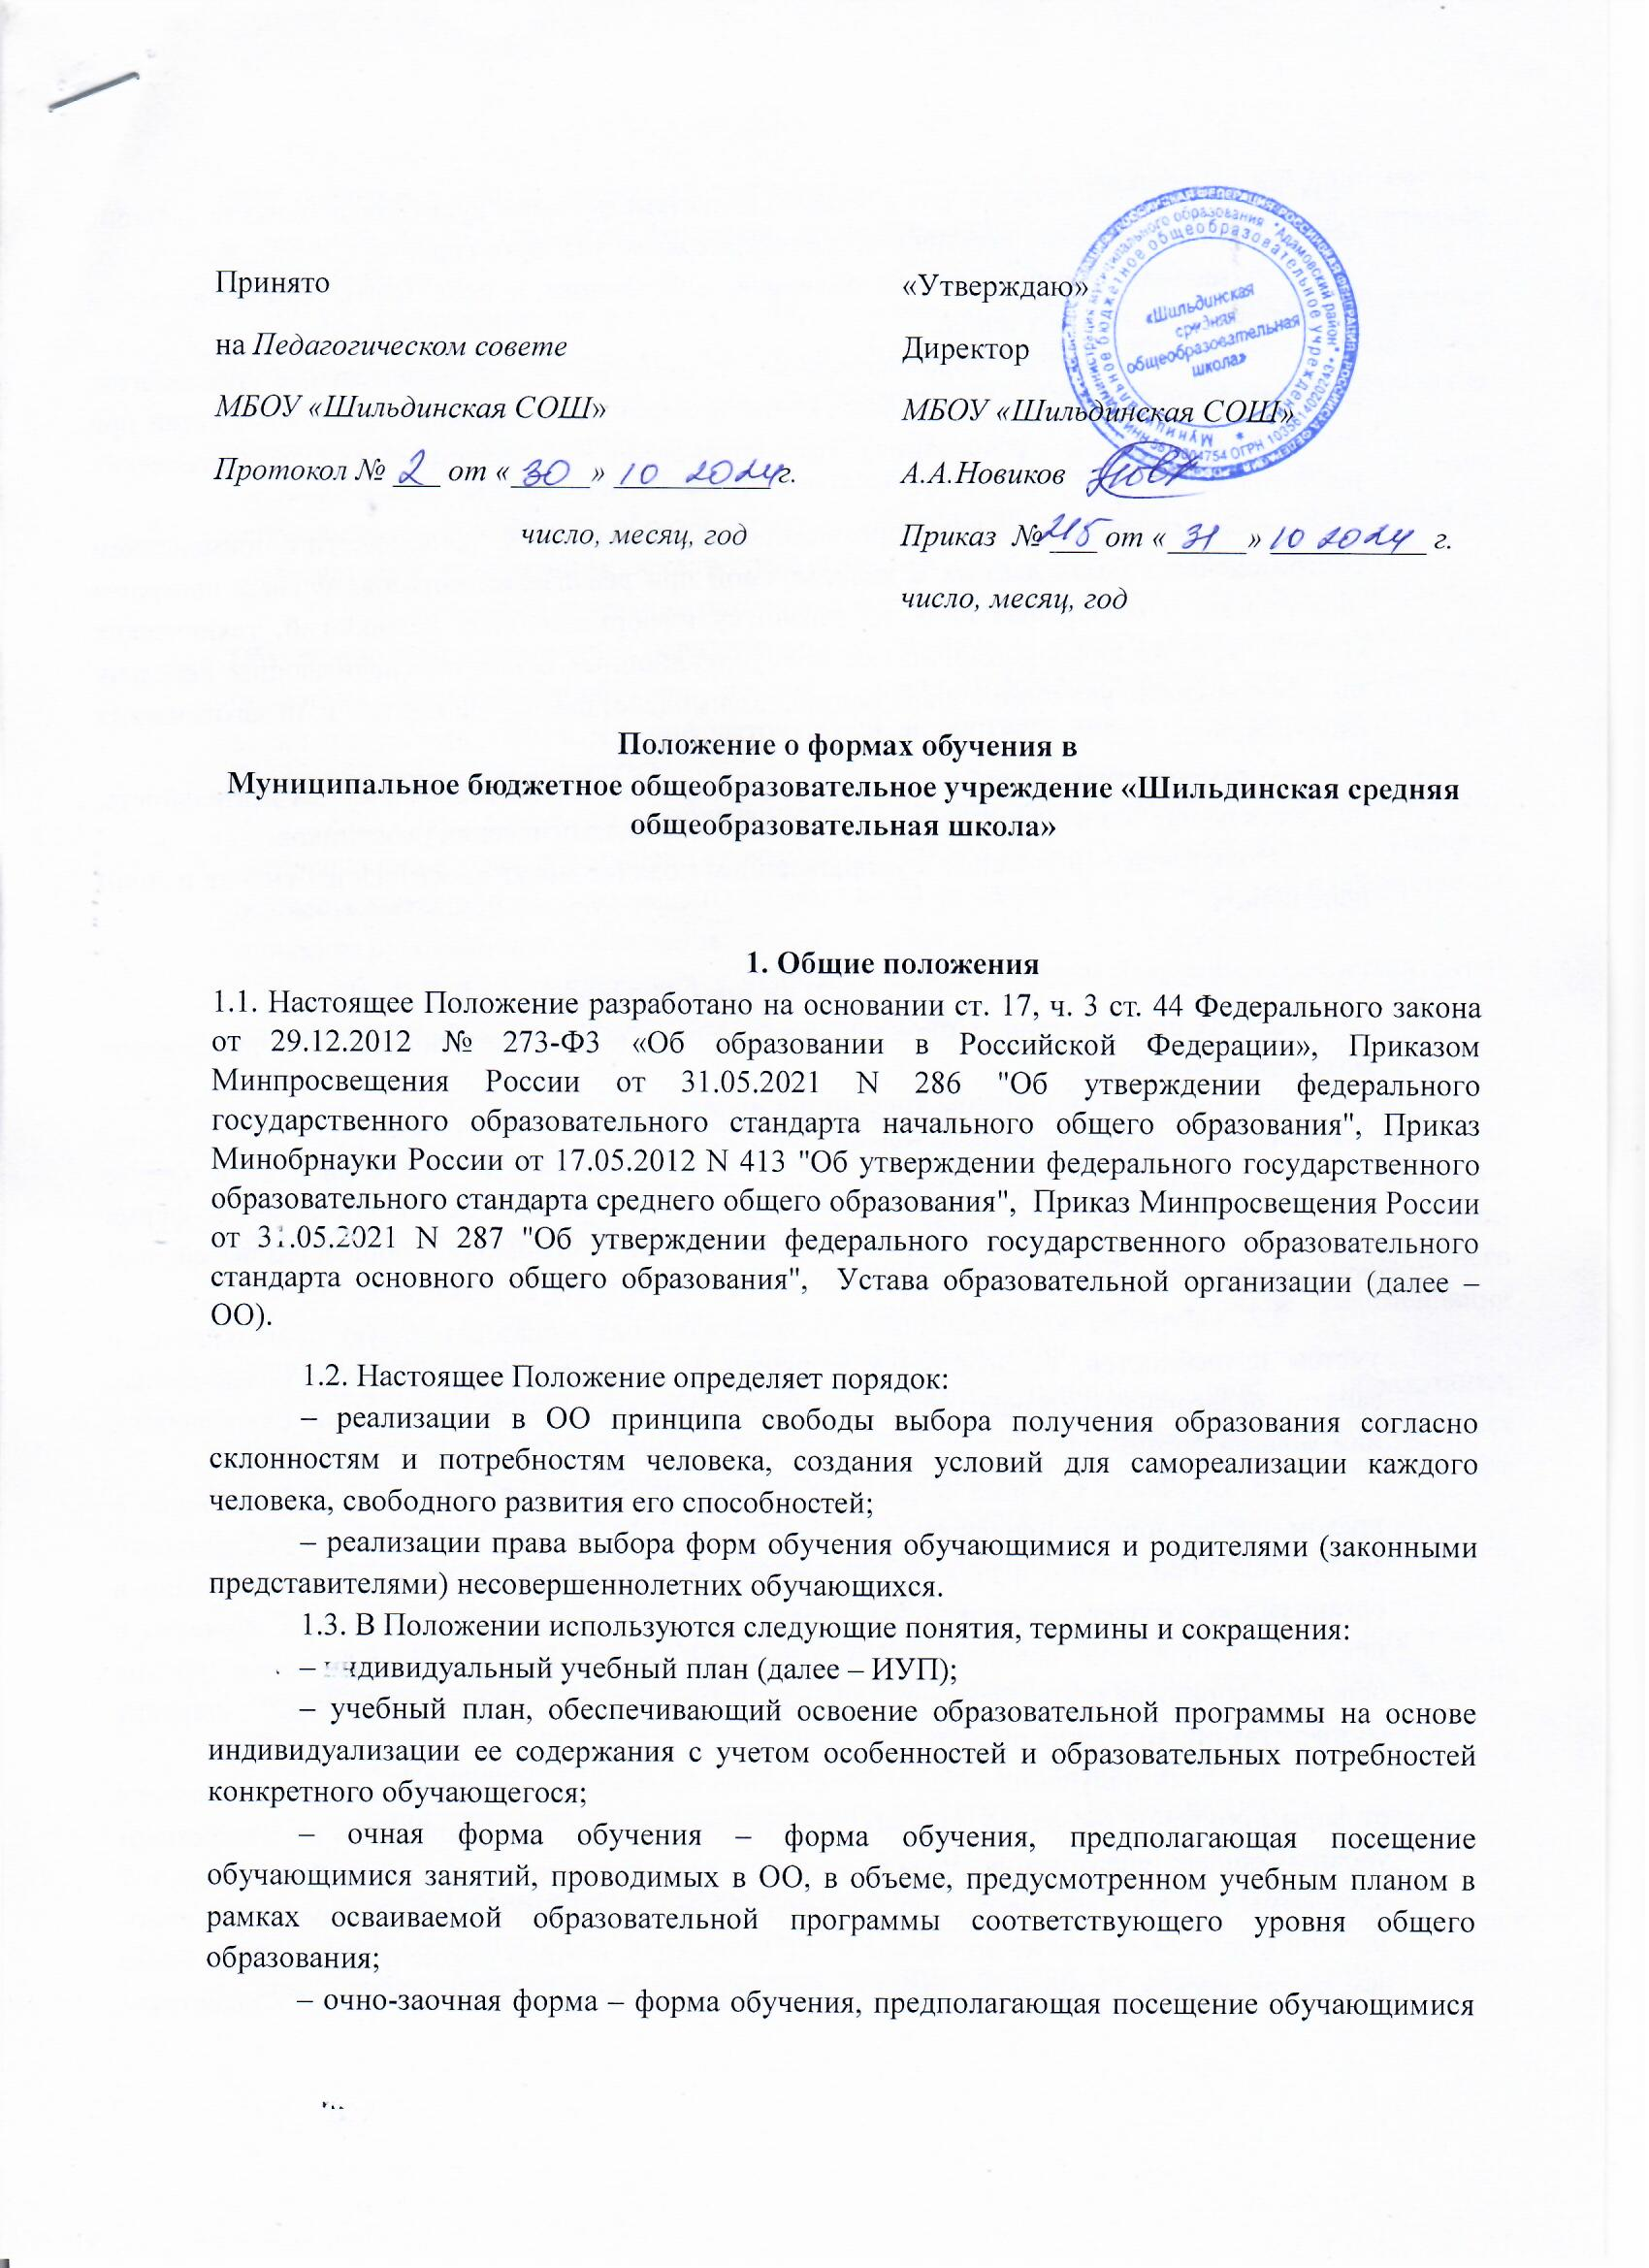 Принято
на Педагогическом совете
МБОУ «Шильдинская СОШ»
Протокол № 2 от «30» 10 2024г.
число, месяц, год
«Утверждаю»
Директор
МБОУ «Шильдинская СОШ»
А.А.Новиков
Приказ № 215 от «31» 10 2024 г.
число, месяц, год
«Шильдинская
средняя
общеобразовательная
школа»
Положение о формах обучения в
Муниципальное бюджетное общеобразовательное учреждение «Шильдинская средняя
общеобразовательная школа»
1. Общие положения
1.1. Настоящее Положение разработано на основании ст. 17, ч. 3 ст. 44 Федерального закона
от 29.12.2012 № 273-ФЗ «Об образовании в Российской Федерации», Приказом
Минпросвещения России от 31.05.2021 N 286 "Об утверждении федерального
государственного образовательного стандарта начального общего образования", Приказ
Минобрнауки России от 17.05.2012 N 413 "Об утверждении федерального государственного
образовательного стандарта среднего общего образования", Приказ Минпросвещения России
от 31.05.2021 N 287 "Об утверждении федерального государственного образовательного
стандарта основного общего образования", Устава образовательной организации (далее –
ОО).
1.2. Настоящее Положение определяет порядок:
– реализации в ОО принципа свободы выбора получения образования согласно
склонностям и потребностям человека, создания условий для самореализации каждого
человека, свободного развития его способностей;
– реализации права выбора форм обучения обучающимися и родителями (законными
представителями) несовершеннолетних обучающихся.
1.3. В Положении используются следующие понятия, термины и сокращения:
– индивидуальный учебный план (далее – ИУП);
– учебный план, обеспечивающий освоение образовательной программы на основе
индивидуализации ее содержания с учетом особенностей и образовательных потребностей
конкретного обучающегося;
– очная форма обучения – форма обучения, предполагающая посещение
обучающимися занятий, проводимых в ОО, в объеме, предусмотренном учебным планом в
рамках осваиваемой образовательной программы соответствующего уровня общего
образования;
– очно-заочная форма – форма обучения, предполагающая посещение обучающимися